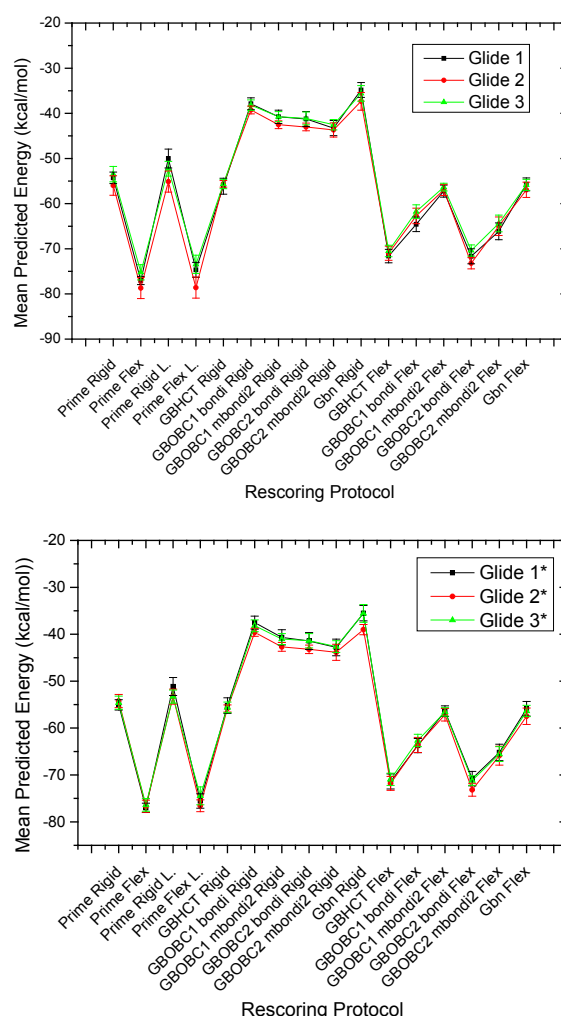 -20
-30
-40
-50
-60
-70
-80
-90
Mean Predicted Energy (kcal/mol)
Glide 1
Glide 2
Glide 3
Prime Rigid
Prime Flex
Prime Rigid L.
Prime Flex L.
GBHCT Rigid
GBOBC1 bondi Rigid
GBOBC1 mbondi2 Rigid
GBOBC2 bondi Rigid
GBOBC2 mbondi2 Rigid
Gbn Rigid
GBHCT Flex
GBOBC1 bondi Flex
GBOBC1 mbondi2 Flex
GBOBC2 bondi Flex
GBOBC2 mbondi2 Flex
Gbn Flex
Rescoring Protocol
-20
-30
-40
-50
-60
-70
-80
Mean Predicted Energy (kcal/mol))
Glide 1*
Glide 2*
Glide 3*
Prime Rigid
Prime Flex
Prime Rigid L.
Prime Flex L.
GBHCT Rigid
GBOBC1 bondi Rigid
GBOBC1 mbondi2 Rigid
GBOBC2 bondi Rigid
GBOBC2 mbondi2 Rigid
Gbn Rigid
GBHCT Flex
GBOBC1 bondi Flex
GBOBC1 mbondi2 Flex
GBOBC2 bondi Flex
GBOBC2 mbondi2 Flex
Gbn Flex
Rescoring Protocol